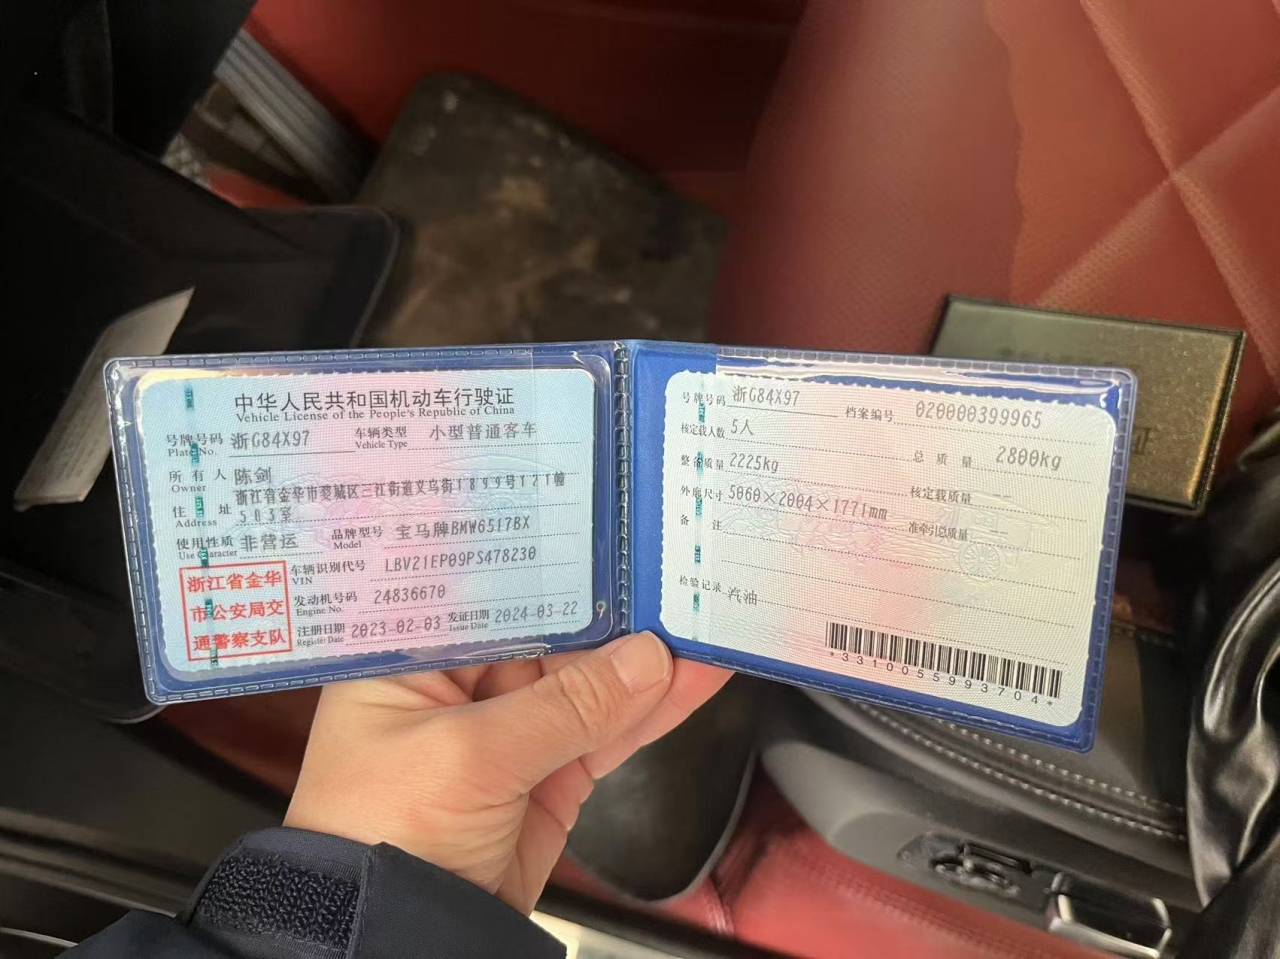 中华人民共和国机动车行驶证
Vehicle License of the People's Republic of China
号牌号码 浙G84X97 车辆类型 小型普通客车
Plate No. Vehicle Type
所有人 陈剑
Owner
住址 浙江省金华市婺城区三江街道义乌街1899号121幢
Address 503室
使用性质 非营运 品牌型号 宝马牌BMW6517BX
Use Character Model
浙江省金华
市公安局交
通警察支队
车辆识别代号 LBV21FP09PS478230
VIN
发动机号码 24836670
Engine No.
注册日期 2023-02-03 发证日期 2024-03-22
Register Date Issue Date
号牌号码 浙G84X97 档案编号 020000399965
核定载人数 5人 总质量 2800kg
整备质量 2225kg 核定载质量 --
外廓尺寸 5060×2004×1771mm 准牵引总质量 --
备注
检验记录 汽油
*3310055993704*
证